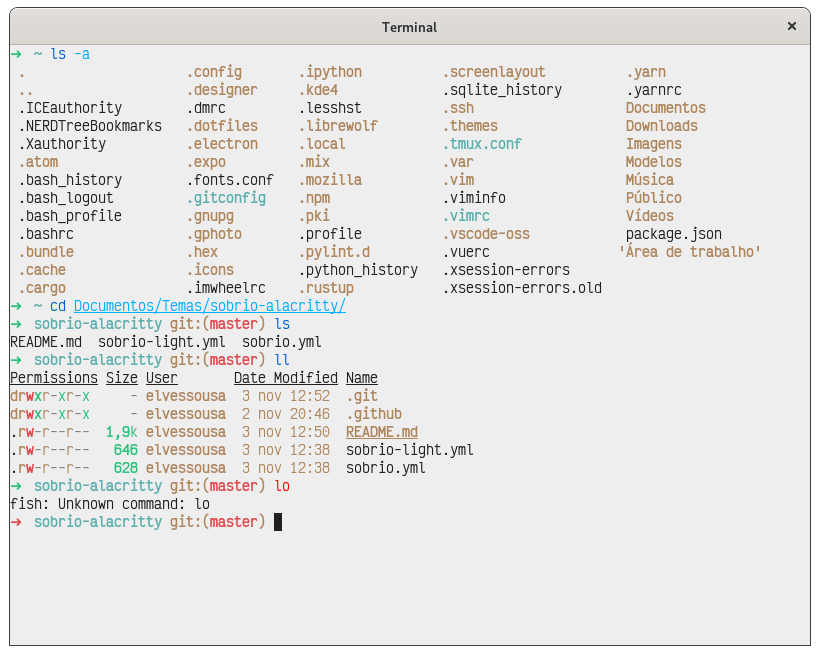 Terminal ×
➜ ~ ls -a
. .config .ipython .screenlayout .yarn
.. .designer .kde4 .sqlite_history .yarnrc
.ICEauthority .dmrc .lesshst .ssh Documentos
.NERDTreeBookmarks .dotfiles .librewolf .themes Downloads
.Xauthority .electron .local .tmux.conf Imagens
.atom .expo .mix .var Modelos
.bash_history .fonts.conf .mozilla .vim Música
.bash_logout .gitconfig .npm .viminfo Público
.bash_profile .gnupg .pki .vimrc Vídeos
.bashrc .gphoto .profile .vscode-oss package.json
.bundle .hex .pylint.d .vuerc 'Área de trabalho'
.cache .icons .python_history .xsession-errors
.cargo .imwheelrc .rustup .xsession-errors.old
➜ ~ cd Documentos/Temas/sobrio-alacritty/
➜ sobrio-alacritty git:(master) ls
README.md sobrio-light.yml sobrio.yml
➜ sobrio-alacritty git:(master) ll
Permissions Size User Date Modified Name
drwxr-xr-x - elvessousa 3 nov 12:52 .git
drwxr-xr-x - elvessousa 2 nov 20:46 .github
.rw-r--r-- 1,9k elvessousa 3 nov 12:50 README.md
.rw-r--r-- 646 elvessousa 3 nov 12:38 sobrio-light.yml
.rw-r--r-- 628 elvessousa 3 nov 12:38 sobrio.yml
➜ sobrio-alacritty git:(master) lo
fish: Unknown command: lo
➜ sobrio-alacritty git:(master)